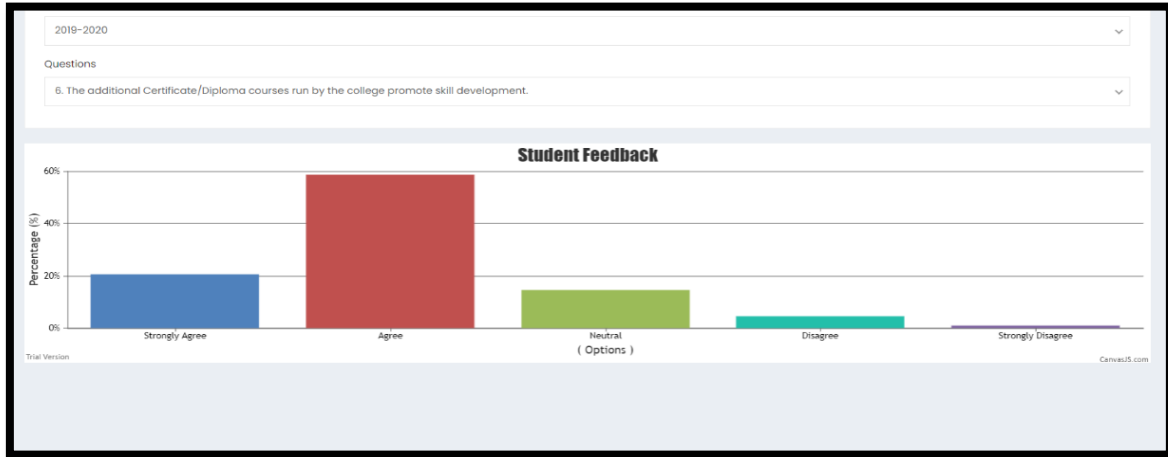 2019-2020
Questions
6. The additional Certificate/Diploma courses run by the college promote skill development.
Student Feedback
60%
40%
20%
0%
Percentage (%)
Strongly Agree Agree Neutral Disagree Strongly Disagree
( Options )
Trial Version
CanvasJS.com